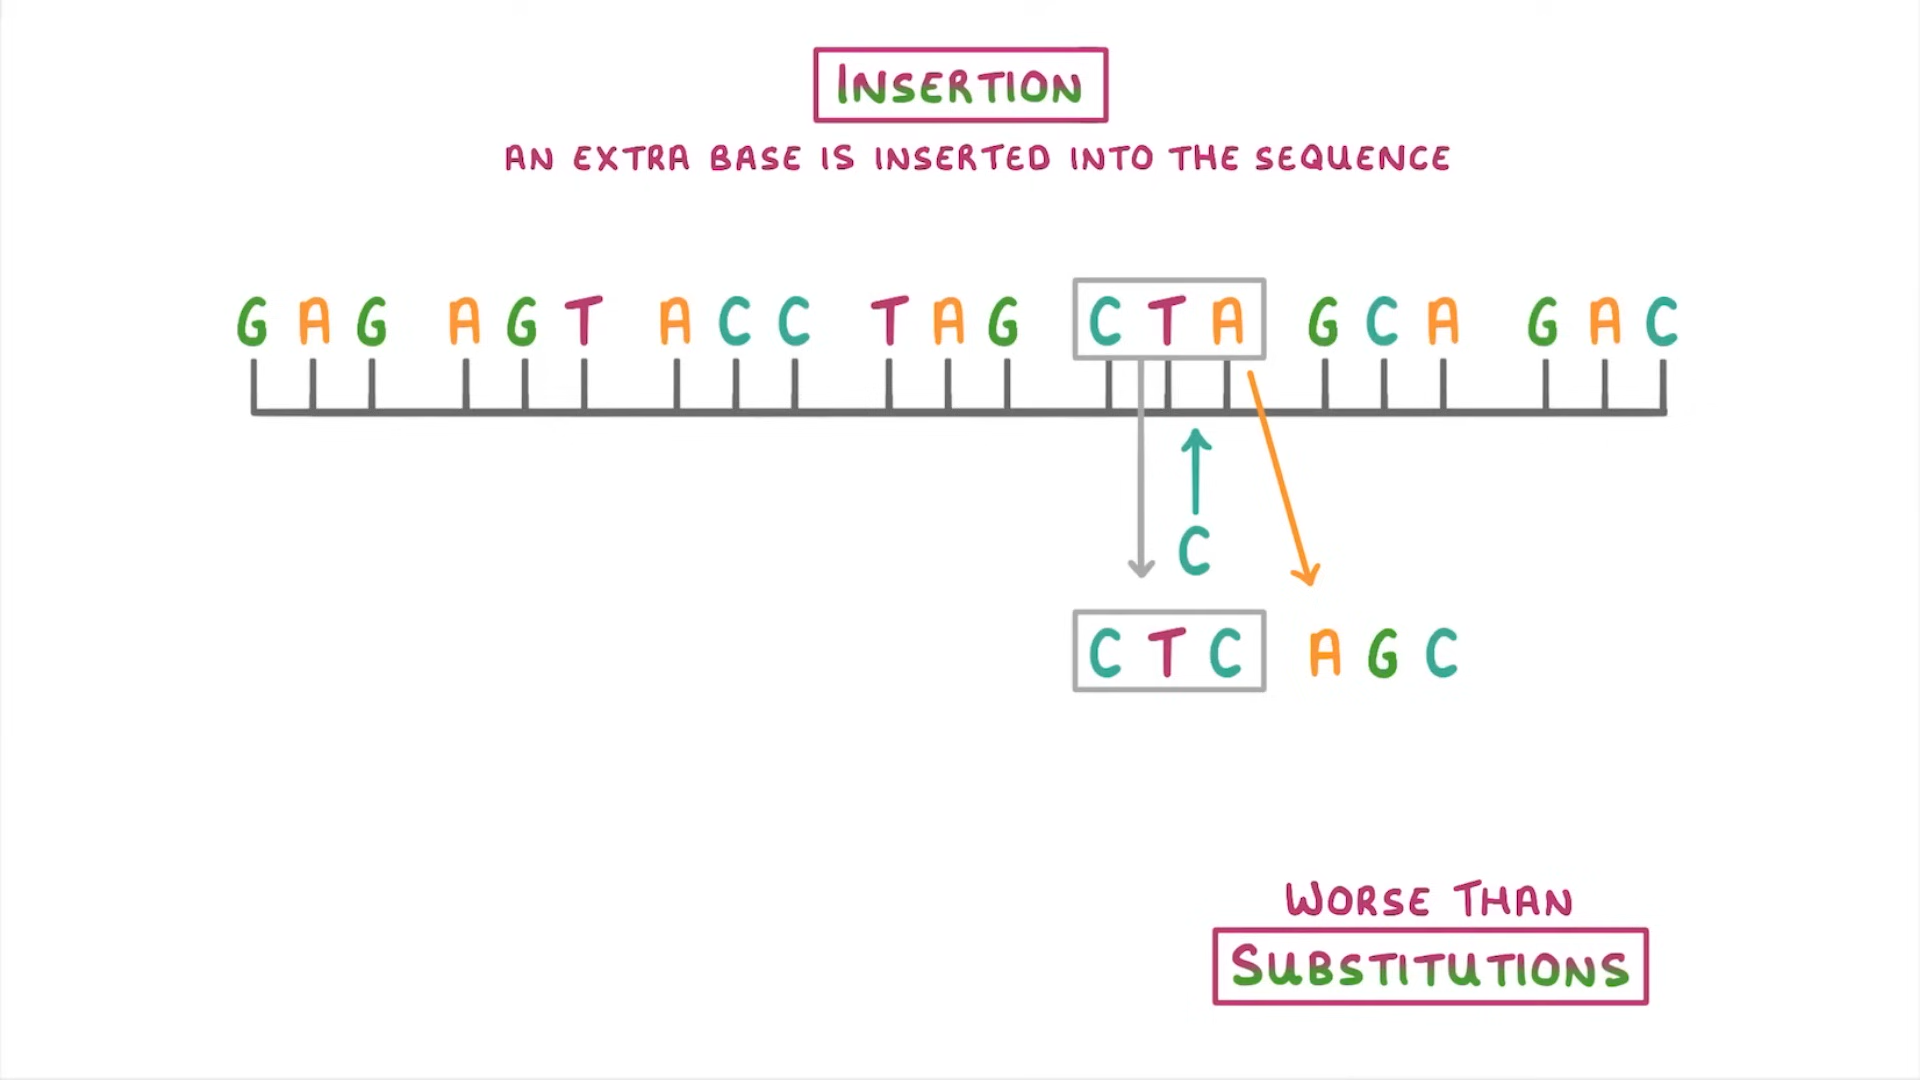 INSERTION
AN EXTRA BASE IS INSERTED INTO THE SEQUENCE
G A G A G T A C C T A G C T A G C A G A C
C
C T C A G C
WORSE THAN
SUBSTITUTIONS